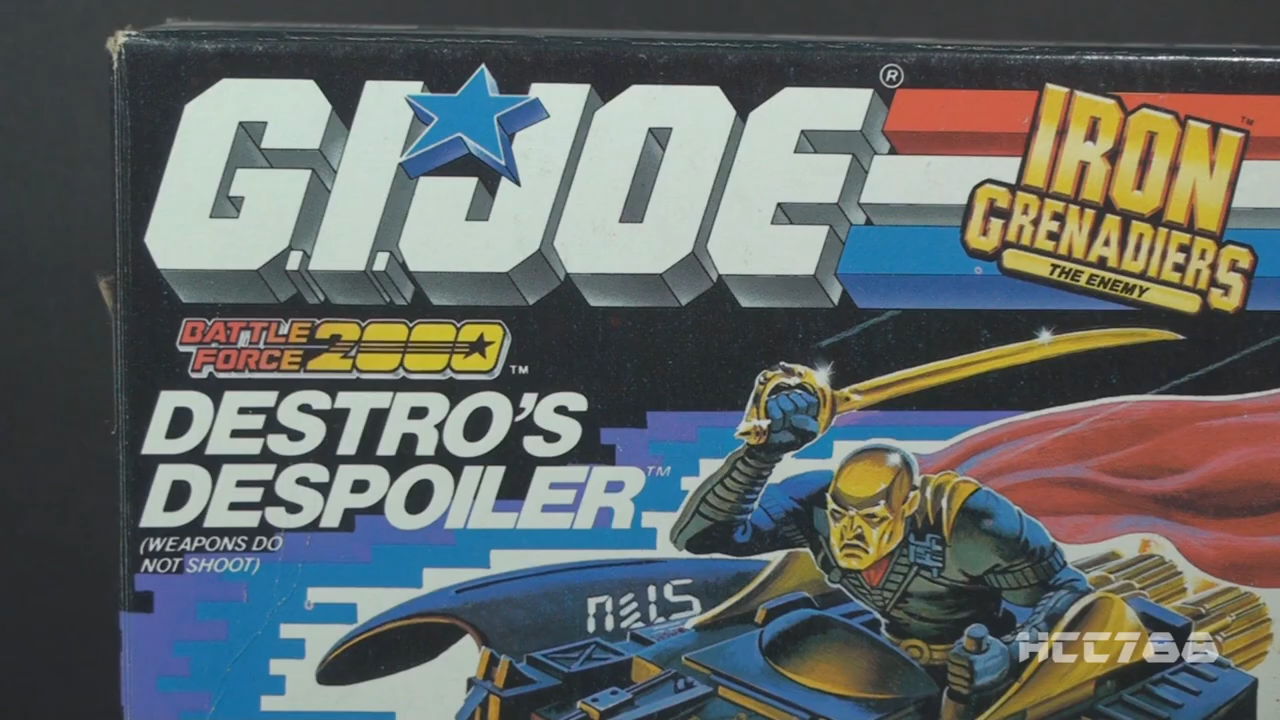 G.I.JOE®
IRON™
GRENADIERS
THE ENEMY
BATTLE
FORCE 2000™
DESTRO'S
DESPOILER™
(WEAPONS DO
NOT SHOOT)
HCC788